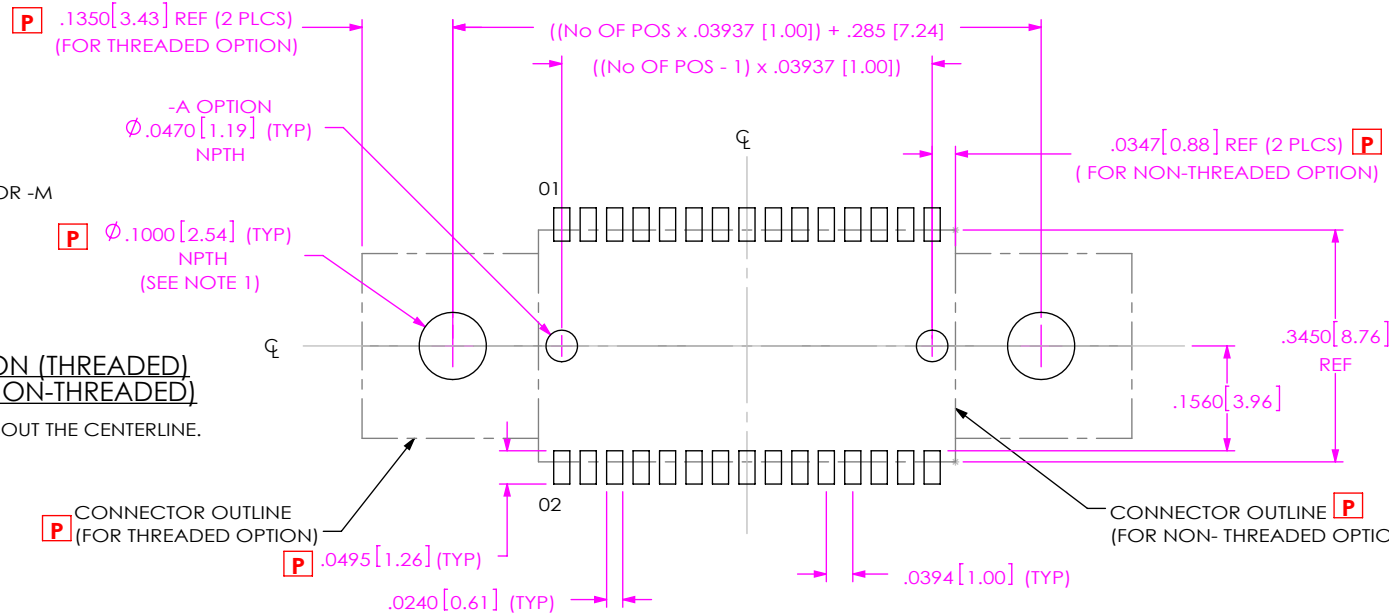 P .1350[3.43] REF (2 PLCS)
(FOR THREADED OPTION)
((No OF POS x .03937 [1.00]) + .285 [7.24]
((No OF POS - 1) x .03937 [1.00])
-A OPTION
Ø.0470[1.19] (TYP)
NPTH
℄
.0347[0.88] REF (2 PLCS) P
( FOR NON-THREADED OPTION)
OR -M
01
P Ø.1000[2.54] (TYP)
NPTH
(SEE NOTE 1)
℄
.3450[8.76]
REF
ON (THREADED)
ON-THREADED)
.1560[3.96]
OUT THE CENTERLINE.
02
P CONNECTOR OUTLINE
(FOR THREADED OPTION)
CONNECTOR OUTLINE P
(FOR NON- THREADED OPTIO
P .0495[1.26] (TYP)
.0394[1.00] (TYP)
.0240[0.61] (TYP)